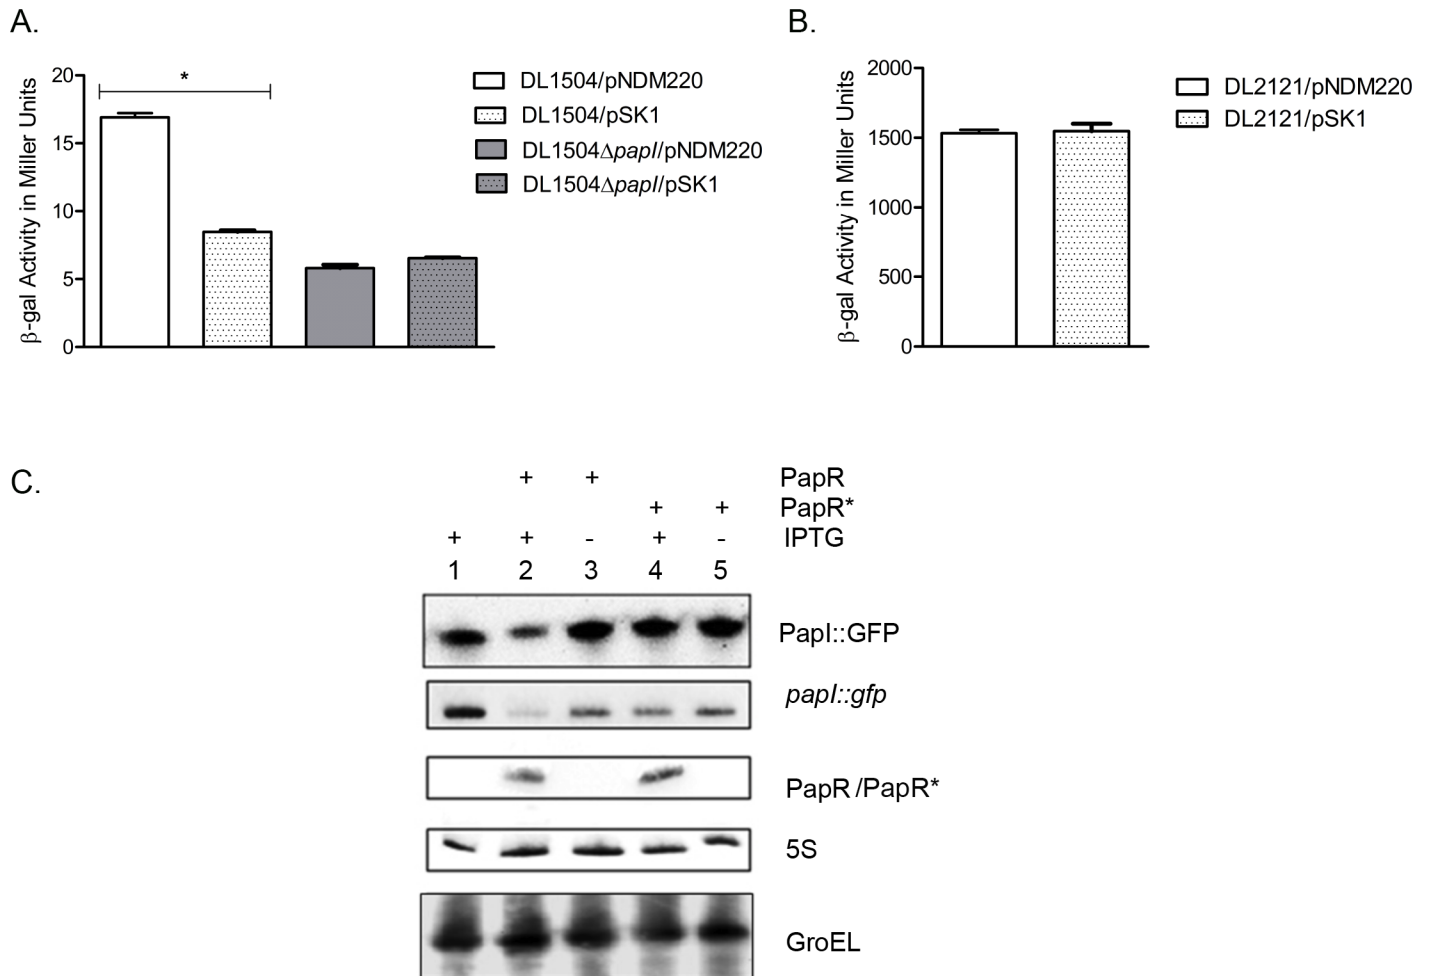 A.
β-gal Activity in Miller Units
20
15
10
5
0
*
DL1504/pNDM220
DL1504/pSK1
DL1504ΔpapI/pNDM220
DL1504ΔpapI/pSK1
B.
β-gal Activity in Miller Units
2000
1500
1000
500
0
DL2121/pNDM220
DL2121/pSK1
C.
+ + PapR
+ + PapR*
+ + - + - IPTG
1 2 3 4 5
PapI::GFP
papI::gfp
PapR/PapR*
5S
GroEL